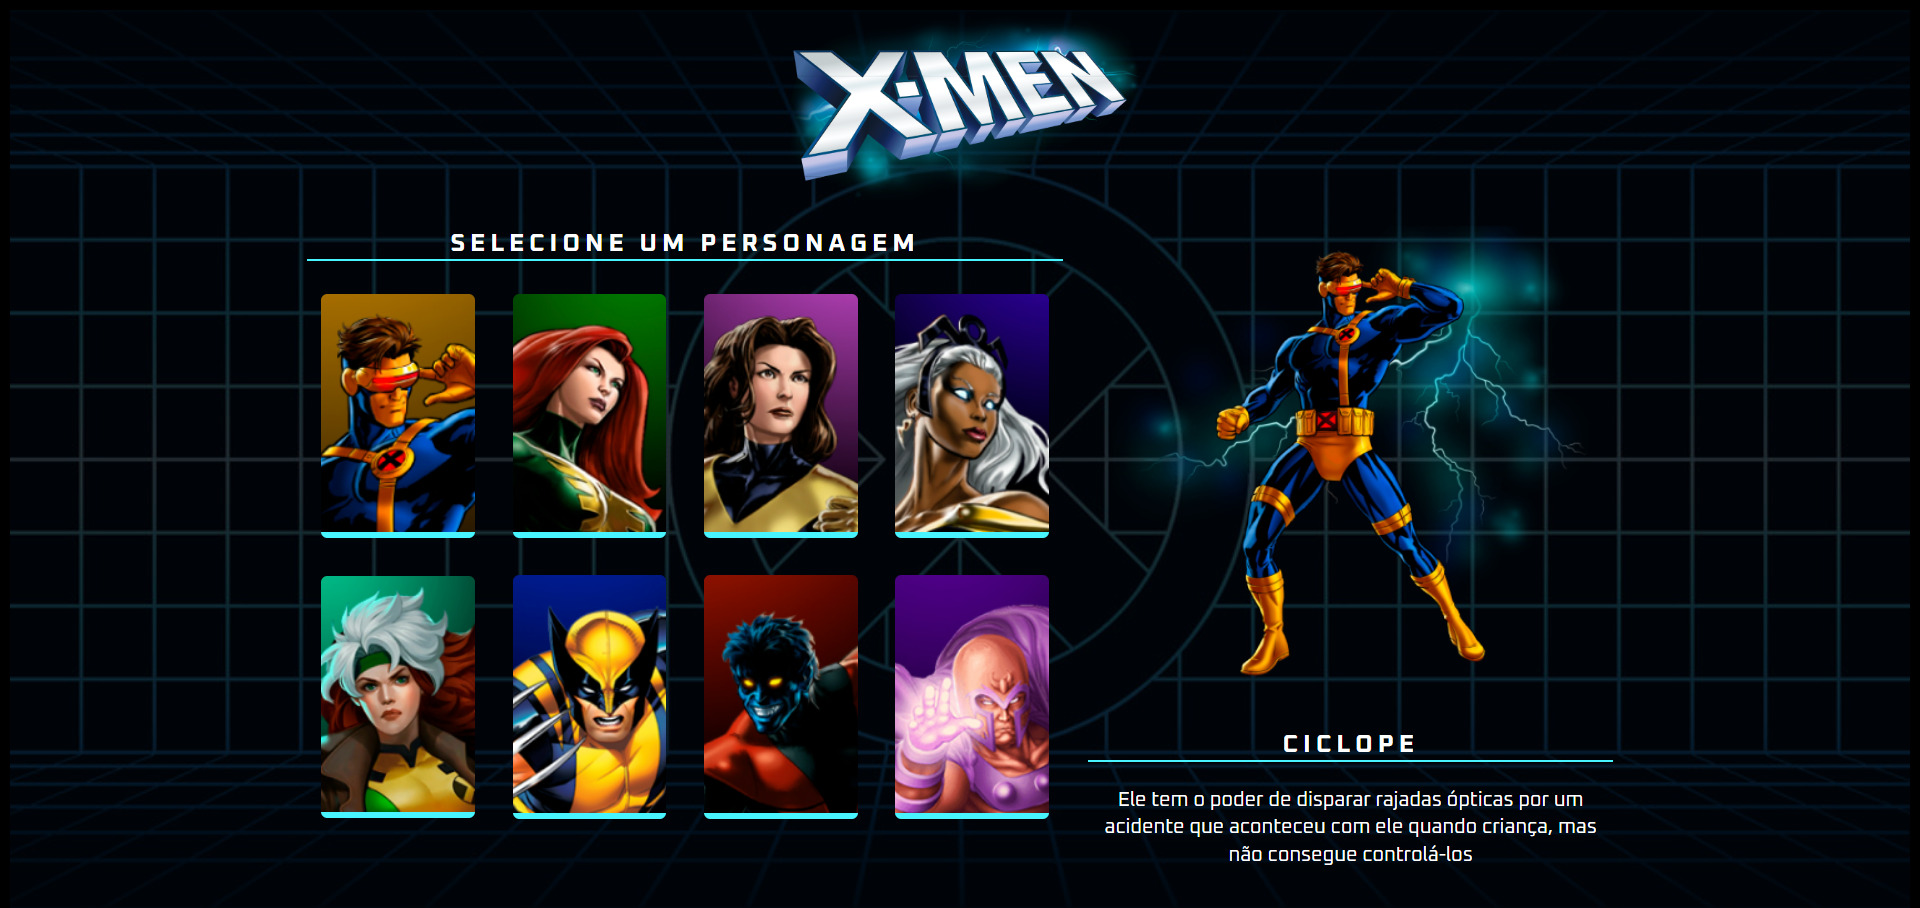 X-MEN
SELECIONE UM PERSONAGEM
CICLOPE
Ele tem o poder de disparar rajadas ópticas por um
acidente que aconteceu com ele quando criança, mas
não consegue controlá-los